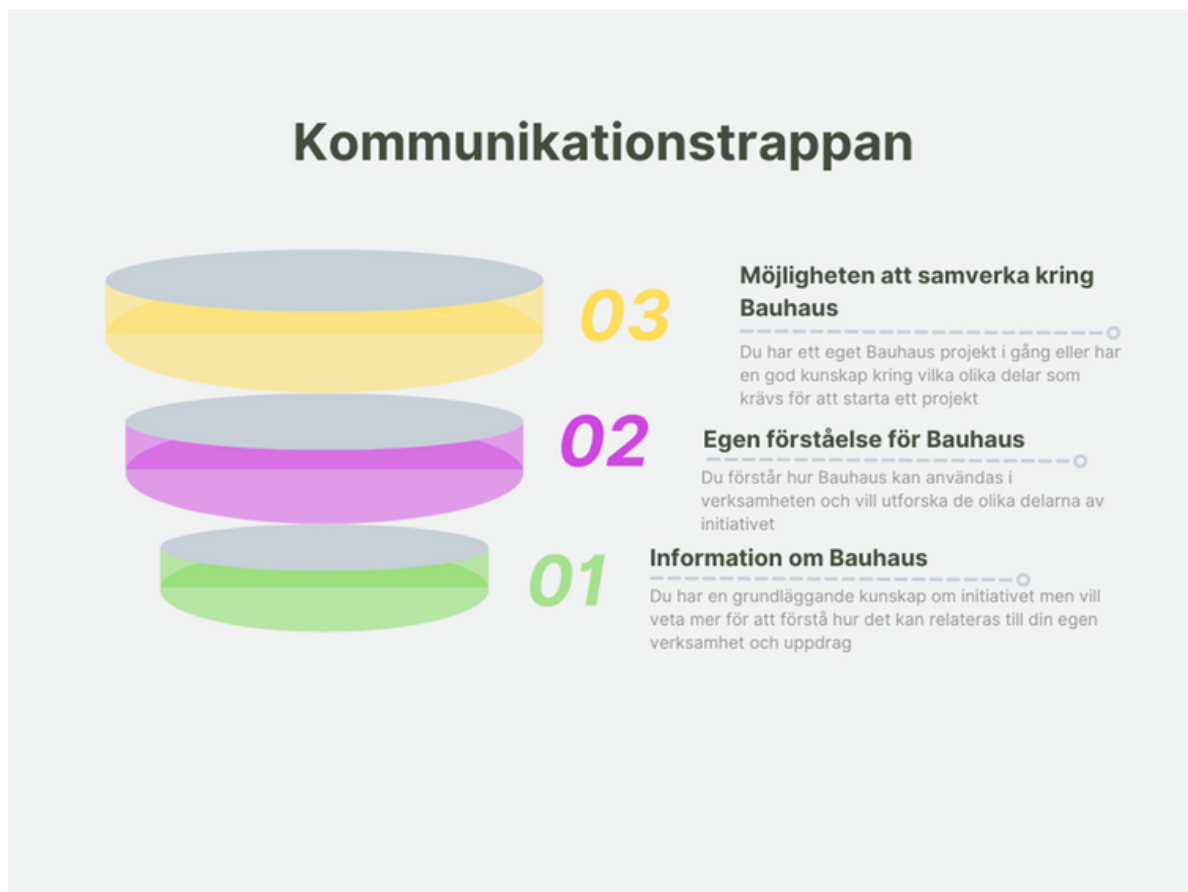 Kommunikationstrappan
03
Möjligheten att samverka kring
Bauhaus
Du har ett eget Bauhaus projekt i gång eller har
en god kunskap kring vilka olika delar som
krävs för att starta ett projekt
02
Egen förståelse för Bauhaus
Du förstår hur Bauhaus kan användas i
verksamheten och vill utforska de olika delarna av
initiativet
01
Information om Bauhaus
Du har en grundläggande kunskap om initiativet men vill
veta mer för att förstå hur det kan relateras till din egen
verksamhet och uppdrag